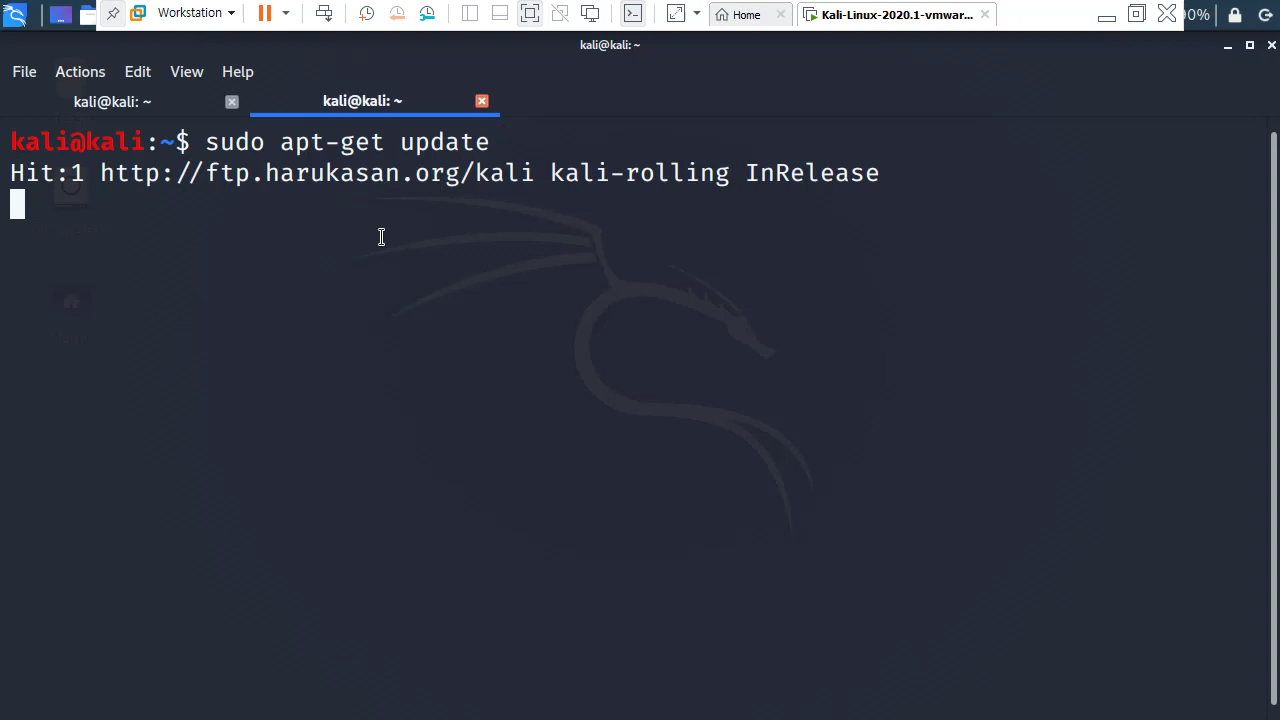 Workstation
Home
Kali-Linux-2020.1-vmwar...
kali@kali: ~
File Actions Edit View Help
kali@kali: ~
kali@kali: ~
kali@kali:~$ sudo apt-get update
Hit:1 http://ftp.harukasan.org/kali kali-rolling InRelease